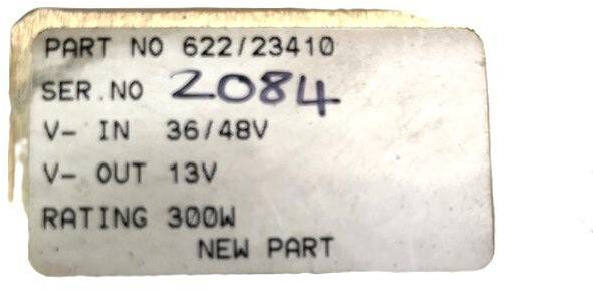 PART NO 622/23410
SER.NO 2084
V- IN 36/48V
V- OUT 13V
RATING 300W
NEW PART